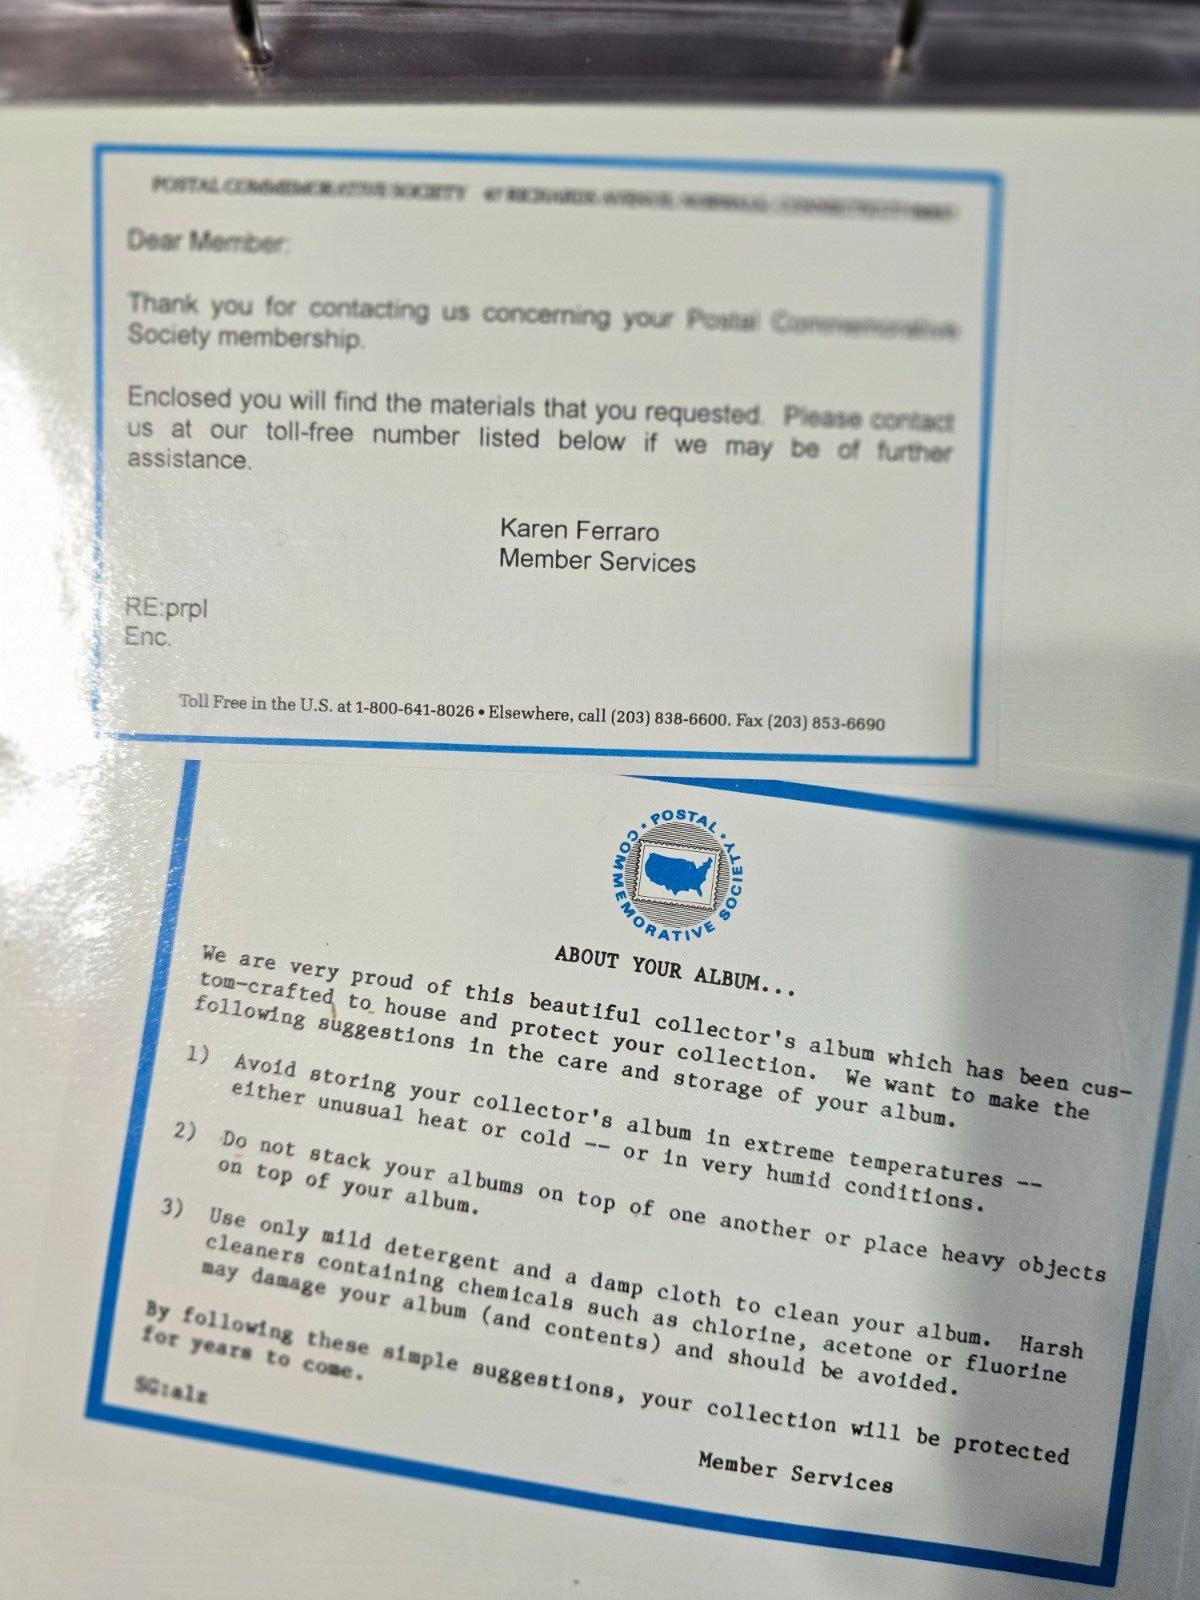 POSTAL COMMEMORATIVE SOCIETY 47 RICHARDS AVENUE, NORWALK, CONNECTICUT
Dear Member:
Thank you for contacting us concerning your Postal Commemorative
Society membership.
Enclosed you will find the materials that you requested. Please contact
us at our toll-free number listed below if we may be of further
assistance.
Karen Ferraro
Member Services
RE:prpl
Enc.
Toll Free in the U.S. at 1-800-641-8026 • Elsewhere, call (203) 838-6600. Fax (203) 853-6690
★ POSTAL ★ COMMEMORATIVE SOCIETY
ABOUT YOUR ALBUM...
We are very proud of this beautiful collector's album which has been cus-
tom-crafted to house and protect your collection. We want to make the
following suggestions in the care and storage of your album.
1) Avoid storing your collector's album in extreme temperatures --
either unusual heat or cold -- or in very humid conditions.
2) Do not stack your albums on top of one another or place heavy objects
on top of your album.
3) Use only mild detergent and a damp cloth to clean your album. Harsh
cleaners containing chemicals such as chlorine, acetone or fluorine
may damage your album (and contents) and should be avoided.
By following these simple suggestions, your collection will be protected
for years to come.
SG:alz
Member Services